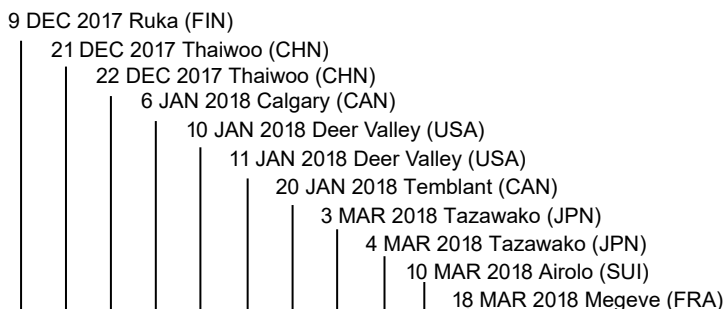 9 DEC 2017 Ruka (FIN)
21 DEC 2017 Thaiwoo (CHN)
22 DEC 2017 Thaiwoo (CHN)
6 JAN 2018 Calgary (CAN)
10 JAN 2018 Deer Valley (USA)
11 JAN 2018 Deer Valley (USA)
20 JAN 2018 Temblant (CAN)
3 MAR 2018 Tazawako (JPN)
4 MAR 2018 Tazawako (JPN)
10 MAR 2018 Airolo (SUI)
18 MAR 2018 Megeve (FRA)